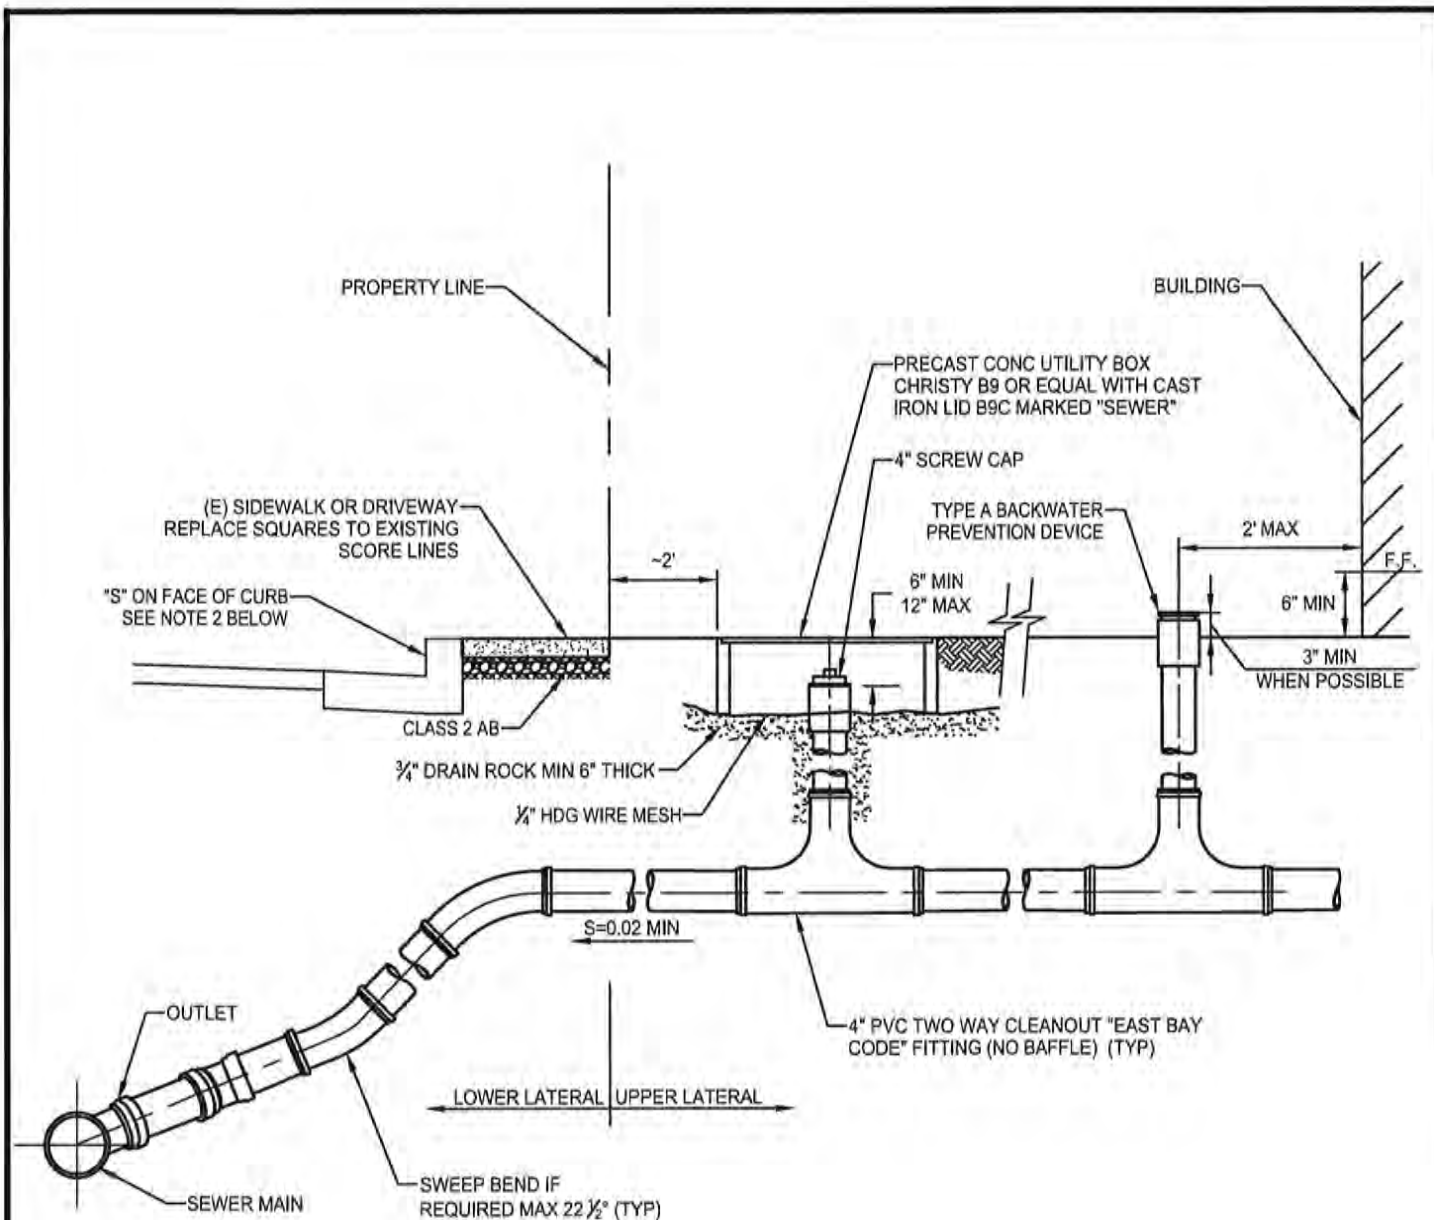 PROPERTY LINE
BUILDING
PRECAST CONC UTILITY BOX
CHRISTY B9 OR EQUAL WITH CAST
IRON LID B9C MARKED "SEWER"
4" SCREW CAP
(E) SIDEWALK OR DRIVEWAY
REPLACE SQUARES TO EXISTING
SCORE LINES
TYPE A BACKWATER
PREVENTION DEVICE
2' MAX
~2'
F.F.
"S" ON FACE OF CURB
SEE NOTE 2 BELOW
6" MIN
12" MAX
6" MIN
3" MIN
WHEN POSSIBLE
CLASS 2 AB
3/4" DRAIN ROCK MIN 6" THICK
1/4" HDG WIRE MESH
S=0.02 MIN
OUTLET
4" PVC TWO WAY CLEANOUT "EAST BAY
CODE" FITTING (NO BAFFLE) (TYP)
LOWER LATERAL
UPPER LATERAL
SEWER MAIN
SWEEP BEND IF
REQUIRED MAX 22 1/2° (TYP)